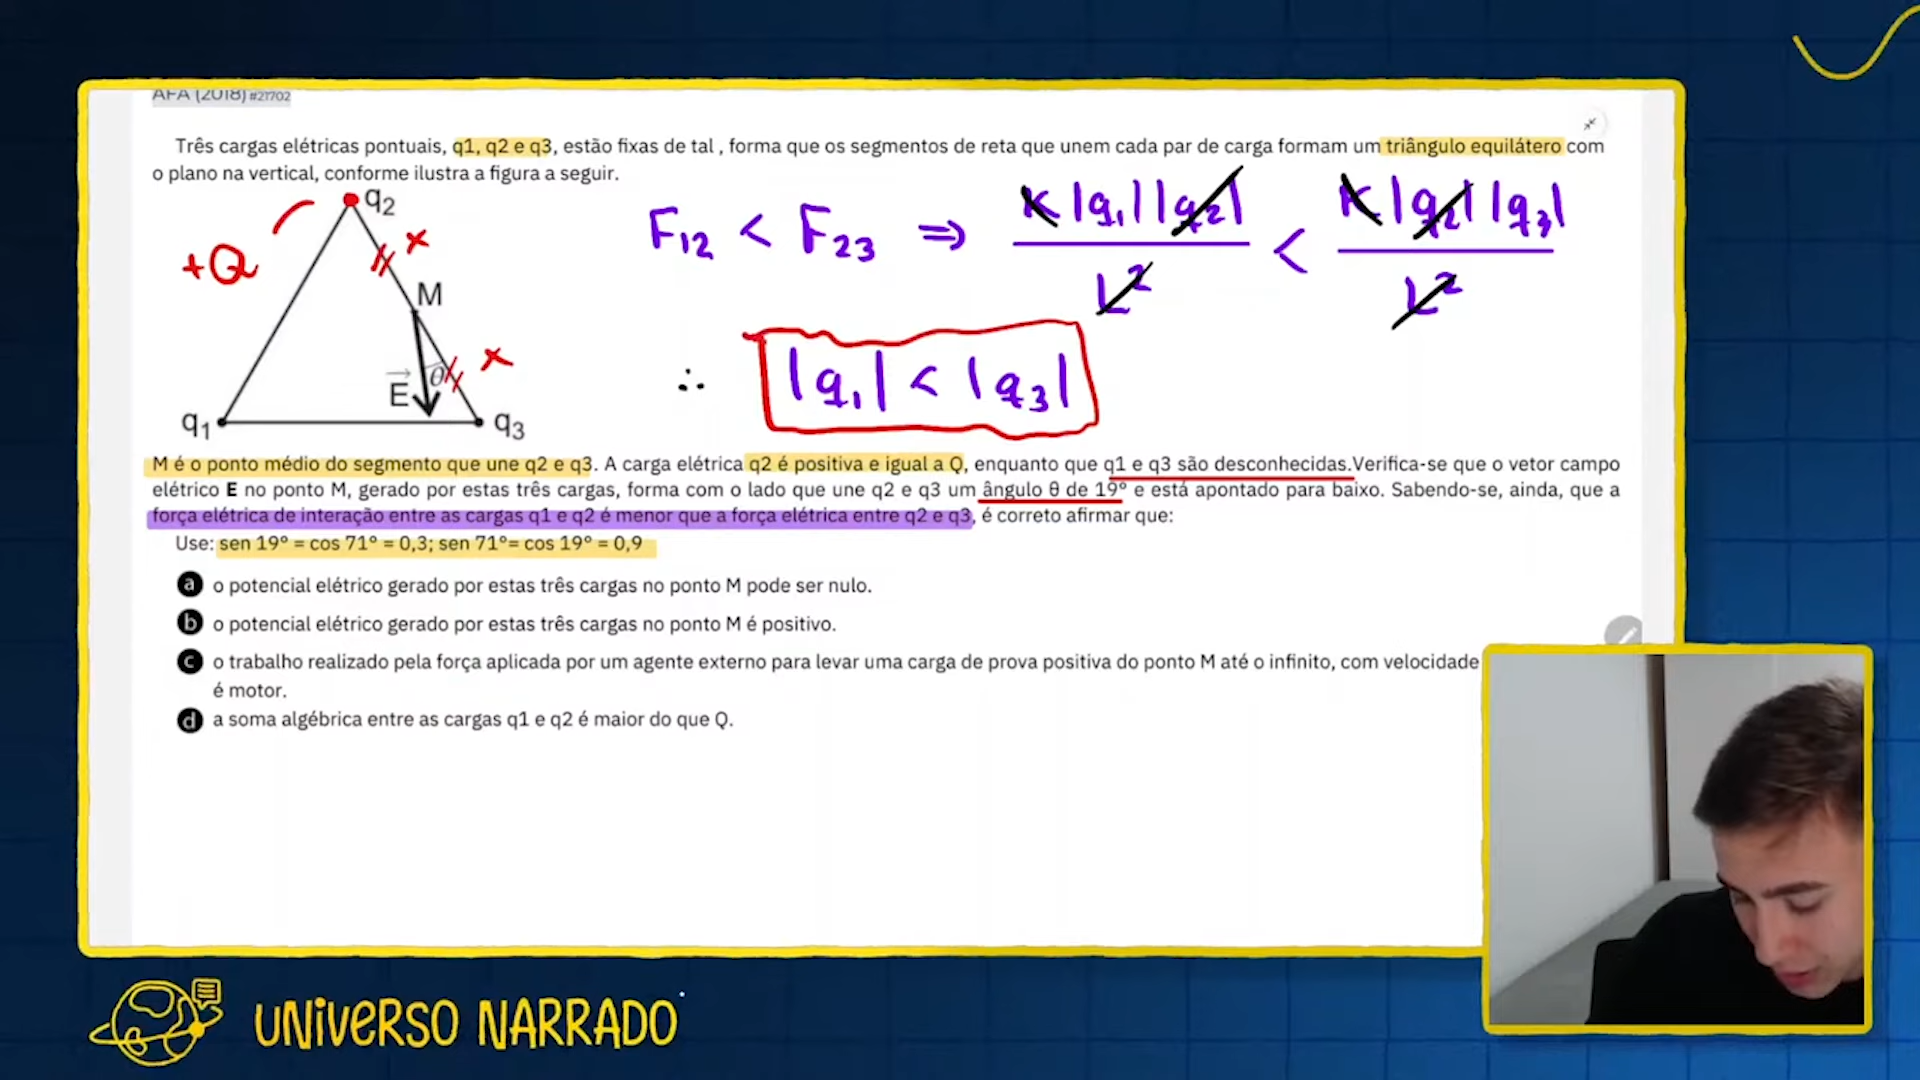 AFA (2018) #21702
Três cargas elétricas pontuais, q1, q2 e q3, estão fixas de tal , forma que os segmentos de reta que unem cada par de carga formam um triângulo equilátero com
o plano na vertical, conforme ilustra a figura a seguir.
q2
+Q
x
M
x
E
θ
q1
q3
F12 < F23 ⇒ K|q1||q2| / L² < K|q2||q3| / L²
∴ |q1| < |q3|
M é o ponto médio do segmento que une q2 e q3. A carga elétrica q2 é positiva e igual a Q, enquanto que q1 e q3 são desconhecidas.Verifica-se que o vetor campo
elétrico E no ponto M, gerado por estas três cargas, forma com o lado que une q2 e q3 um ângulo θ de 19° e está apontado para baixo. Sabendo-se, ainda, que a
força elétrica de interação entre as cargas q1 e q2 é menor que a força elétrica entre q2 e q3, é correto afirmar que:
Use: sen 19° = cos 71° = 0,3; sen 71°= cos 19° = 0,9
a o potencial elétrico gerado por estas três cargas no ponto M pode ser nulo.
b o potencial elétrico gerado por estas três cargas no ponto M é positivo.
c o trabalho realizado pela força aplicada por um agente externo para levar uma carga de prova positiva do ponto M até o infinito, com velocidade
é motor.
d a soma algébrica entre as cargas q1 e q2 é maior do que Q.
UNIVERSO NARRADO